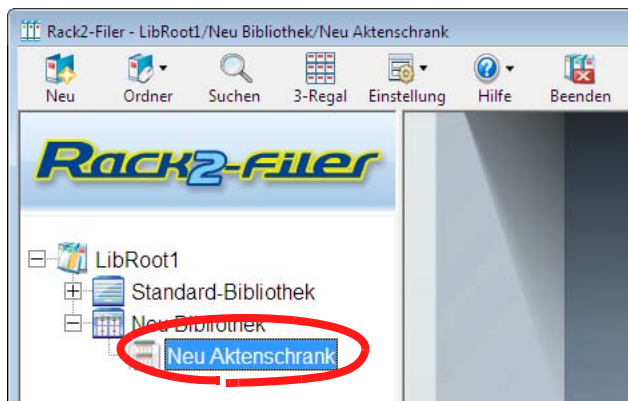 Rack2-Filer - LibRoot1/Neu Bibliothek/Neu Aktenschrank
Neu Ordner Suchen 3-Regal Einstellung Hilfe Beenden
Rack2-Filer
LibRoot1
Standard-Bibliothek
Neu Bibliothek
Neu Aktenschrank